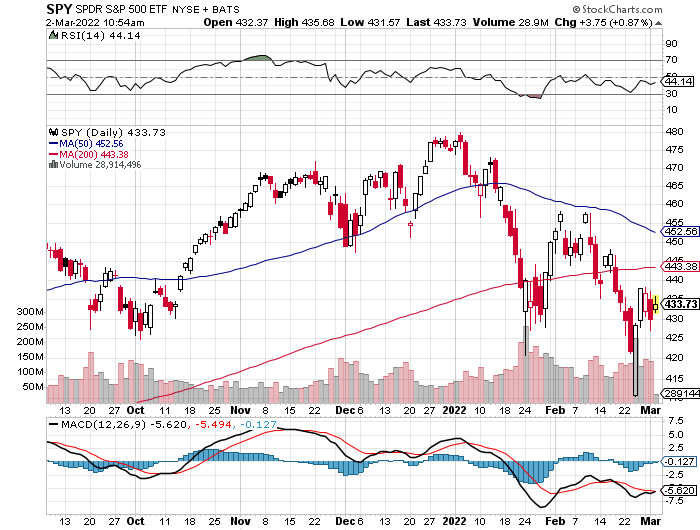 SPY SPDR S&P 500 ETF NYSE + BATS
© StockCharts.com
2-Mar-2022 10:54am
Open 432.37 High 435.68 Low 431.57 Last 433.73 Volume 28.9M Chg +3.75 (+0.87%)
RSI(14) 44.14
90
70
50
44.14
30
10
SPY (Daily) 433.73
MA(50) 452.56
MA(200) 443.38
Volume 28,914,496
480
475
470
465
460
455
452.56
450
445
443.38
440
435
433.73
430
425
420
415
410
300M
250M
200M
150M
100M
50M
289144
13 20 27 Oct 11 18 25 Nov 8 15 22 Dec 6 13 20 27 2022 10 18 24 Feb 7 14 22 Mar
MACD(12,26,9) -5.620, -5.494, -0.127
7.5
5.0
2.5
-0.127
-2.5
-5.620
-7.5
13 20 27 Oct 11 18 25 Nov 8 15 22 Dec 6 13 20 27 2022 10 18 24 Feb 7 14 22 Mar